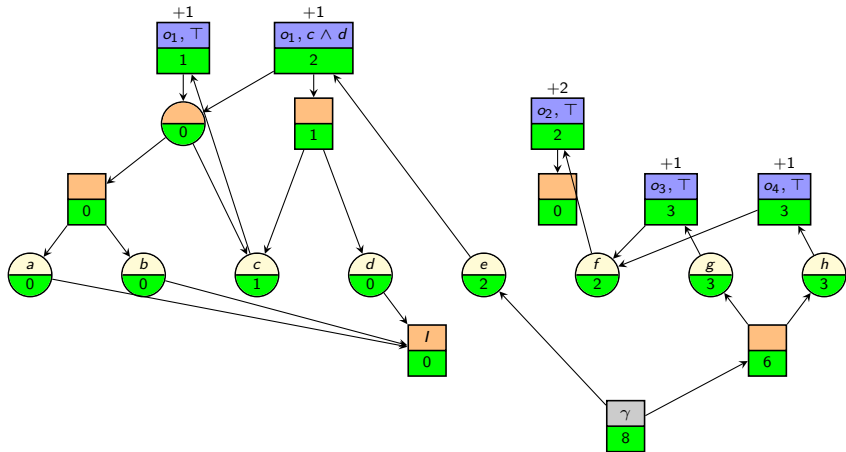 +1 +1
o₁, ⊤ o₁, c ∧ d
1 2
+2
o₂, ⊤
0 1 2
+1 +1
o₃, ⊤ o₄, ⊤
0 0 3 3
a b c d e f g h
0 0 1 0 2 2 3 3
I
0 6
γ
8